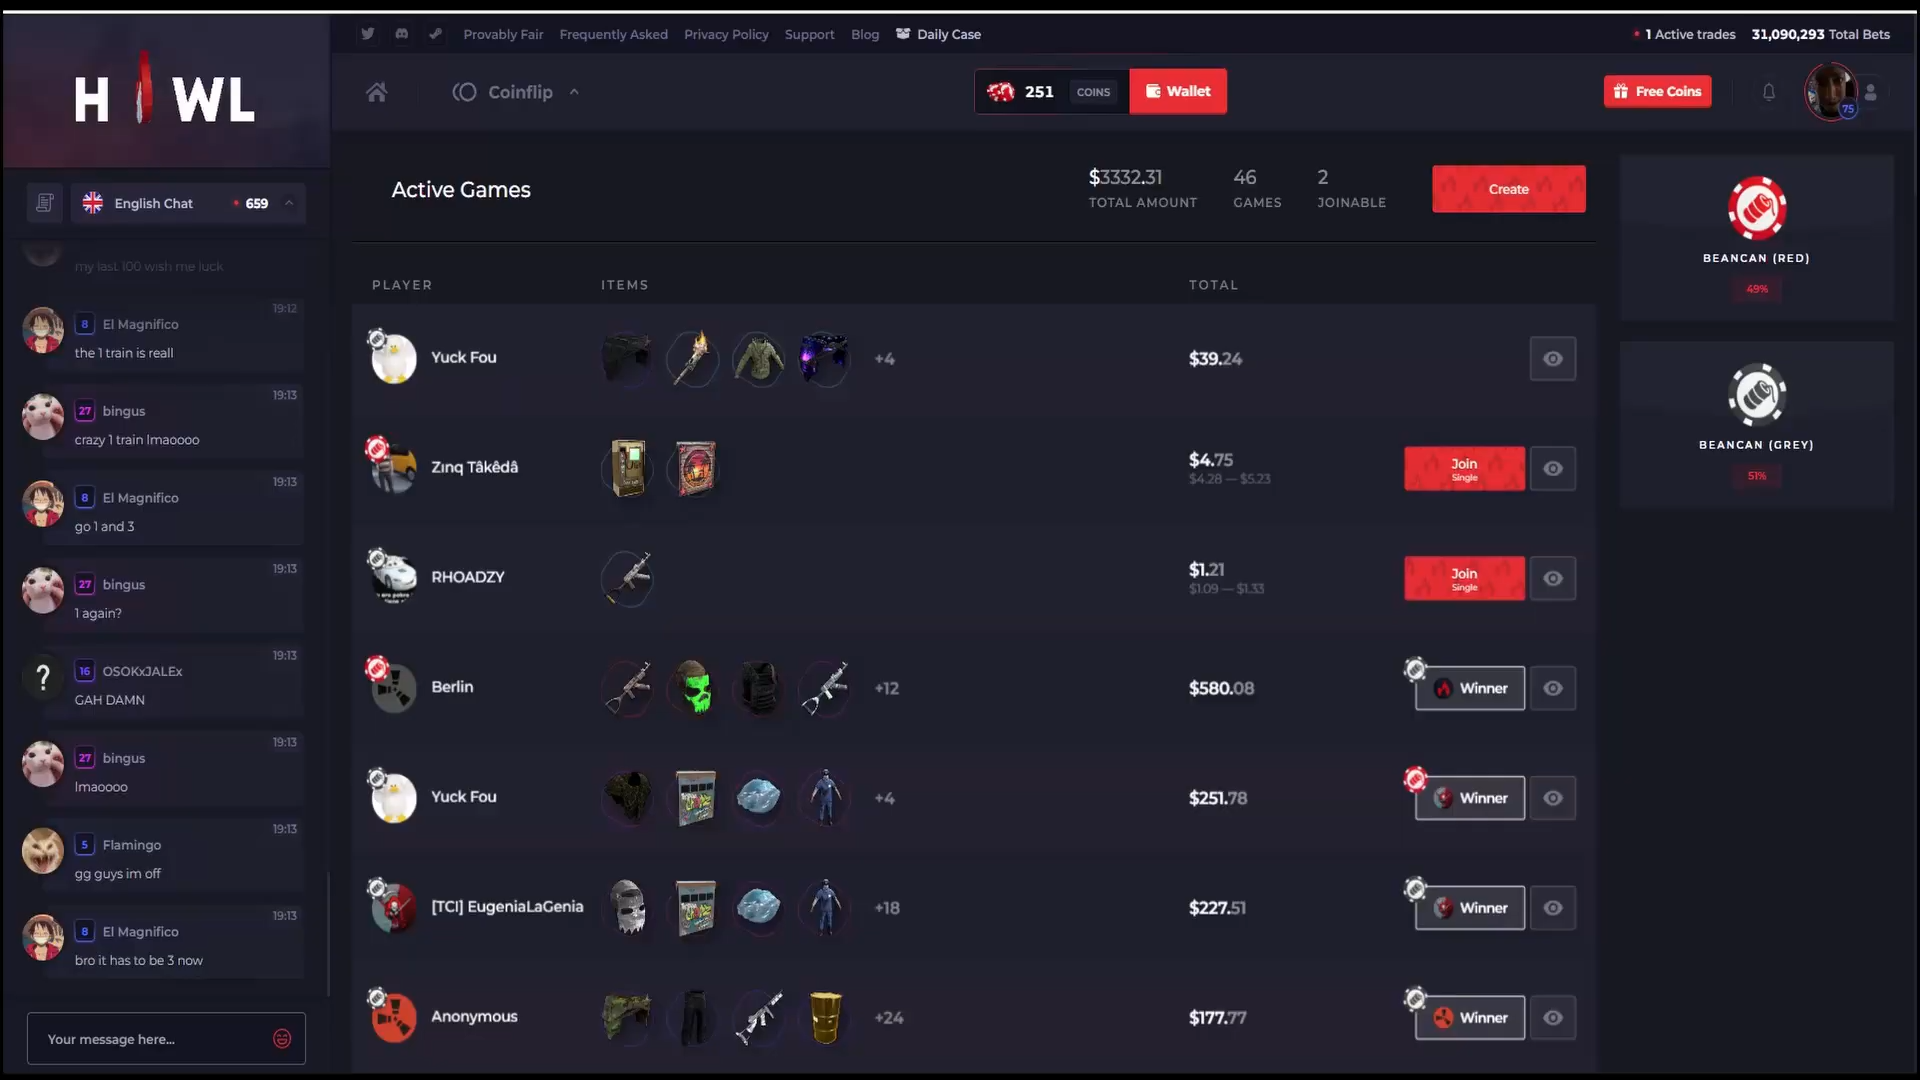 Provably Fair
Frequently Asked
Privacy Policy
Support
Blog
Daily Case
1 Active trades
31,090,293 Total Bets
H WL
Coinflip
251 COINS
Wallet
Free Coins
75
English Chat
659
my last 100 wish me luck
19:12
8 El Magnifico
the 1 train is reall
19:13
27 bingus
crazy 1 train lmaoooo
19:13
8 El Magnifico
go 1 and 3
19:13
27 bingus
1 again?
19:13
?
16 OSOKxJALEx
GAH DAMN
19:13
27 bingus
lmaoooo
19:13
5 Flamingo
gg guys im off
19:13
8 El Magnifico
bro it has to be 3 now
Your message here...
Active Games
$3332.31
TOTAL AMOUNT
46
GAMES
2
JOINABLE
Create
PLAYER
ITEMS
TOTAL
Yuck Fou
+4
$39.24
Zınq Tâkêdâ
$4.75
$4.28 — $5.23
Join
Single
RHOADZY
$1.21
$1.09 — $1.33
Join
Single
Berlin
+12
$580.08
Winner
Yuck Fou
+4
$251.78
Winner
[TCI] EugeniaLaGenia
+18
$227.51
Winner
Anonymous
+24
$177.77
Winner
BEANCAN (RED)
49%
BEANCAN (GREY)
51%